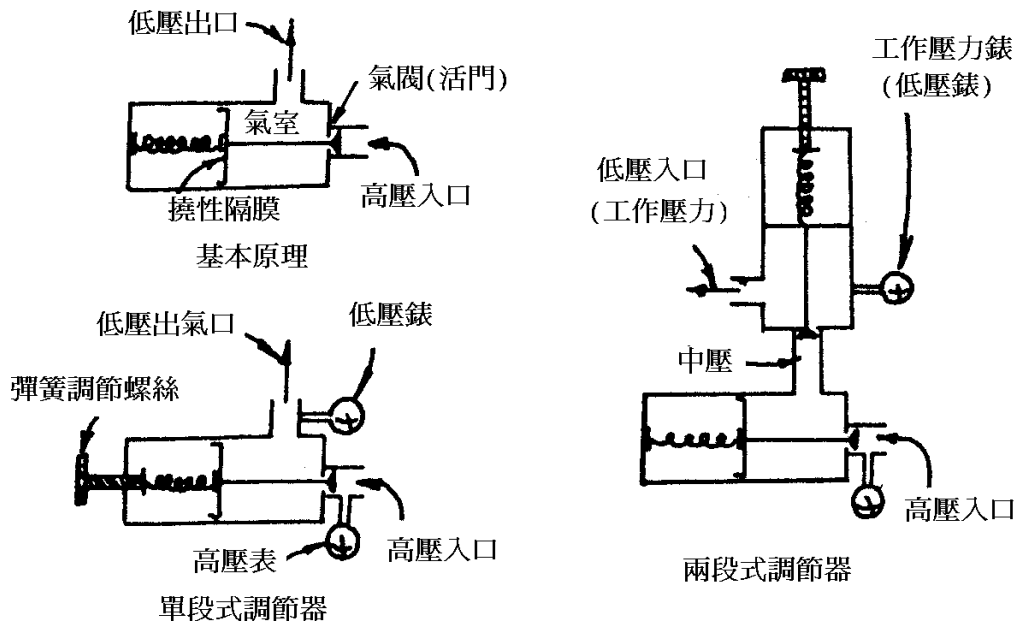 低壓出口
氣閥(活門)
氣室
高壓入口
撓性隔膜
基本原理
低壓出氣口
低壓錶
彈簧調節螺絲
高壓表
高壓入口
單段式調節器
工作壓力錶
(低壓錶)
低壓入口
(工作壓力)
中壓
高壓入口
兩段式調節器